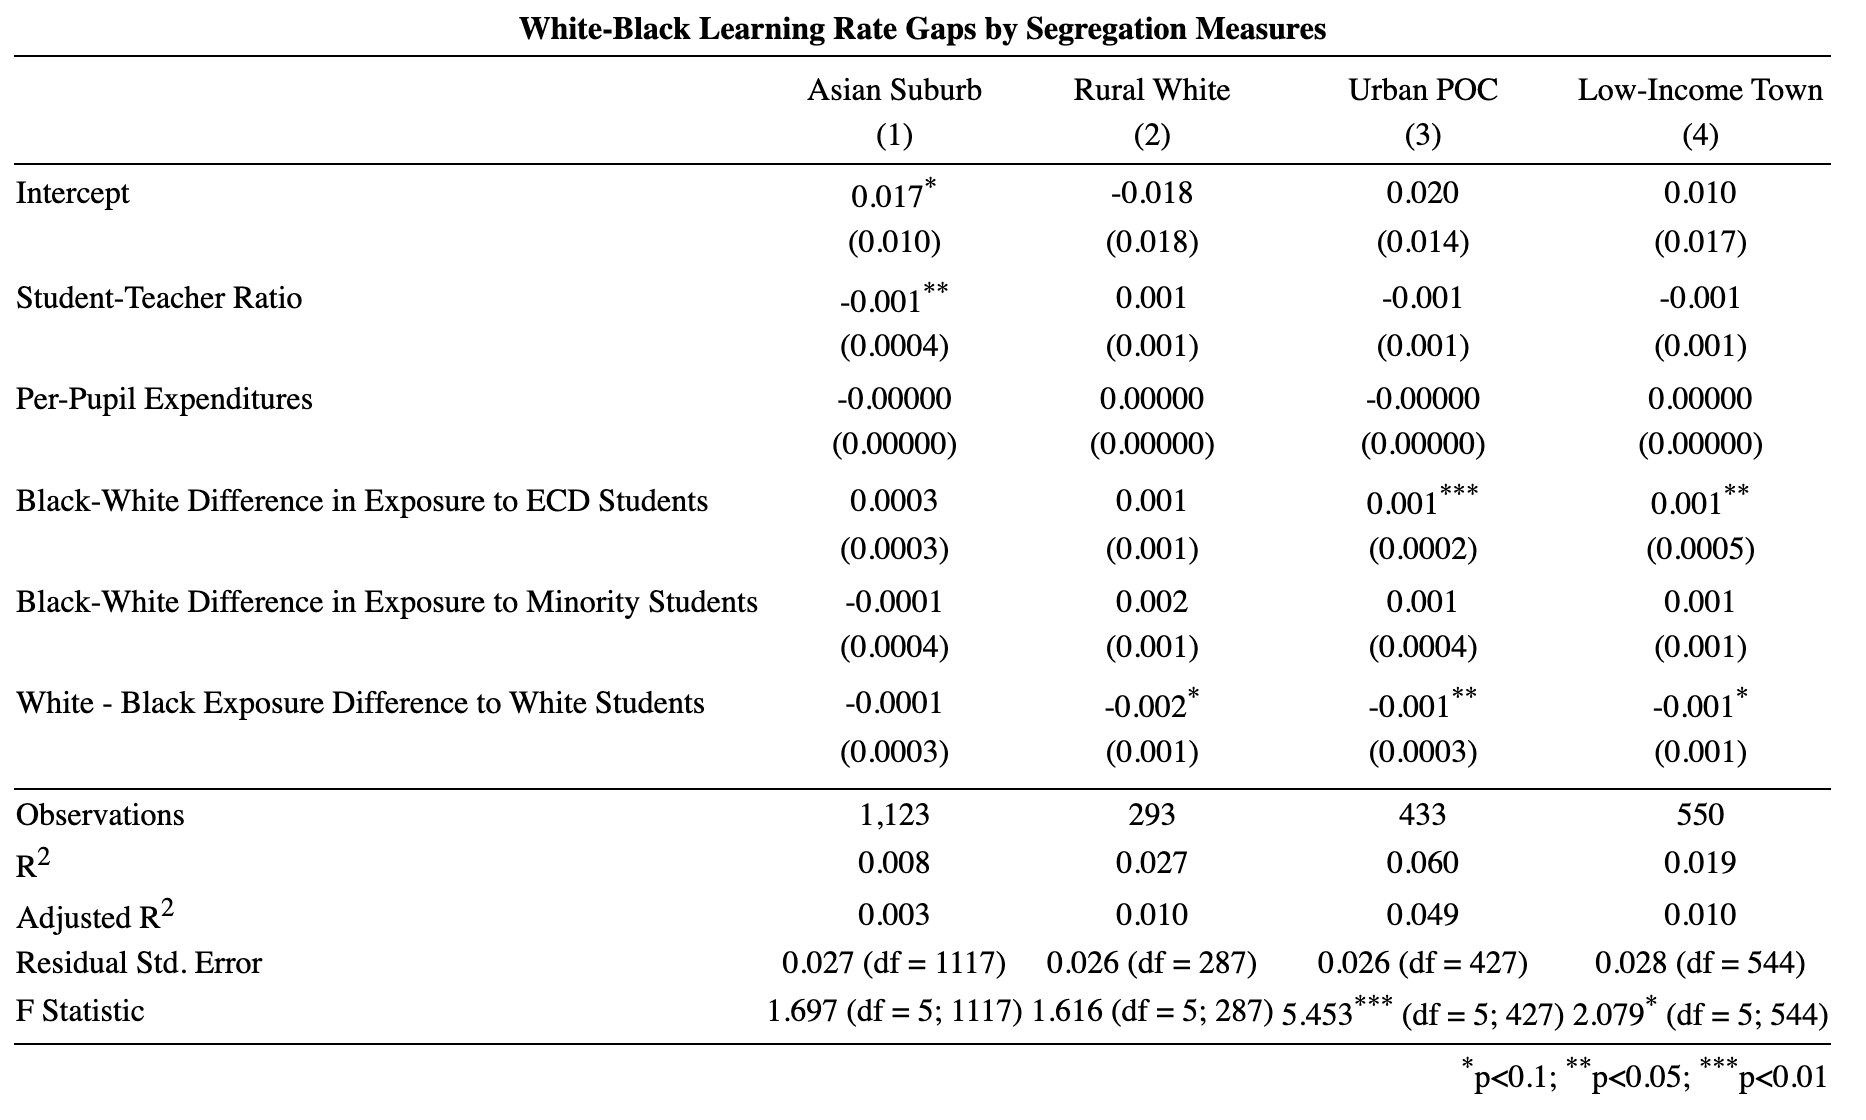 White-Black Learning Rate Gaps by Segregation Measures
Asian Suburb Rural White Urban POC Low-Income Town
(1) (2) (3) (4)
Intercept 0.017* -0.018 0.020 0.010
(0.010) (0.018) (0.014) (0.017)
Student-Teacher Ratio -0.001** 0.001 -0.001 -0.001
(0.0004) (0.001) (0.001) (0.001)
Per-Pupil Expenditures -0.00000 0.00000 -0.00000 0.00000
(0.00000) (0.00000) (0.00000) (0.00000)
Black-White Difference in Exposure to ECD Students 0.0003 0.001 0.001*** 0.001**
(0.0003) (0.001) (0.0002) (0.0005)
Black-White Difference in Exposure to Minority Students -0.0001 0.002 0.001 0.001
(0.0004) (0.001) (0.0004) (0.001)
White - Black Exposure Difference to White Students -0.0001 -0.002* -0.001** -0.001*
(0.0003) (0.001) (0.0003) (0.001)
Observations 1,123 293 433 550
R2 0.008 0.027 0.060 0.019
Adjusted R2 0.003 0.010 0.049 0.010
Residual Std. Error 0.027 (df = 1117) 0.026 (df = 287) 0.026 (df = 427) 0.028 (df = 544)
F Statistic 1.697 (df = 5; 1117) 1.616 (df = 5; 287) 5.453*** (df = 5; 427) 2.079* (df = 5; 544)
*p<0.1; **p<0.05; ***p<0.01